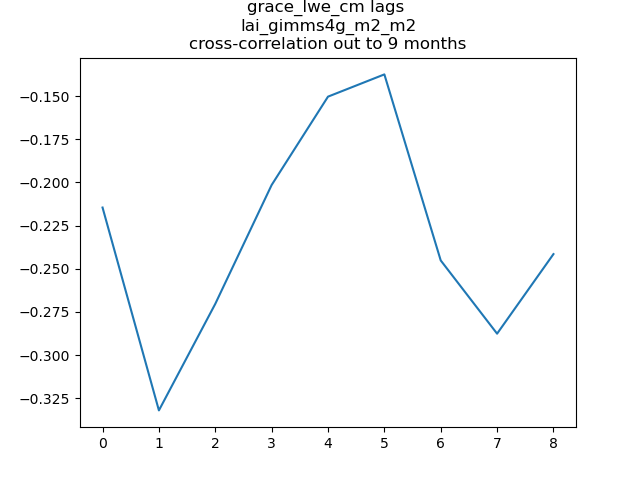 grace_lwe_cm lags
lai_gimms4g_m2_m2
cross-correlation out to 9 months
−0.150
−0.175
−0.200
−0.225
−0.250
−0.275
−0.300
−0.325
0 1 2 3 4 5 6 7 8